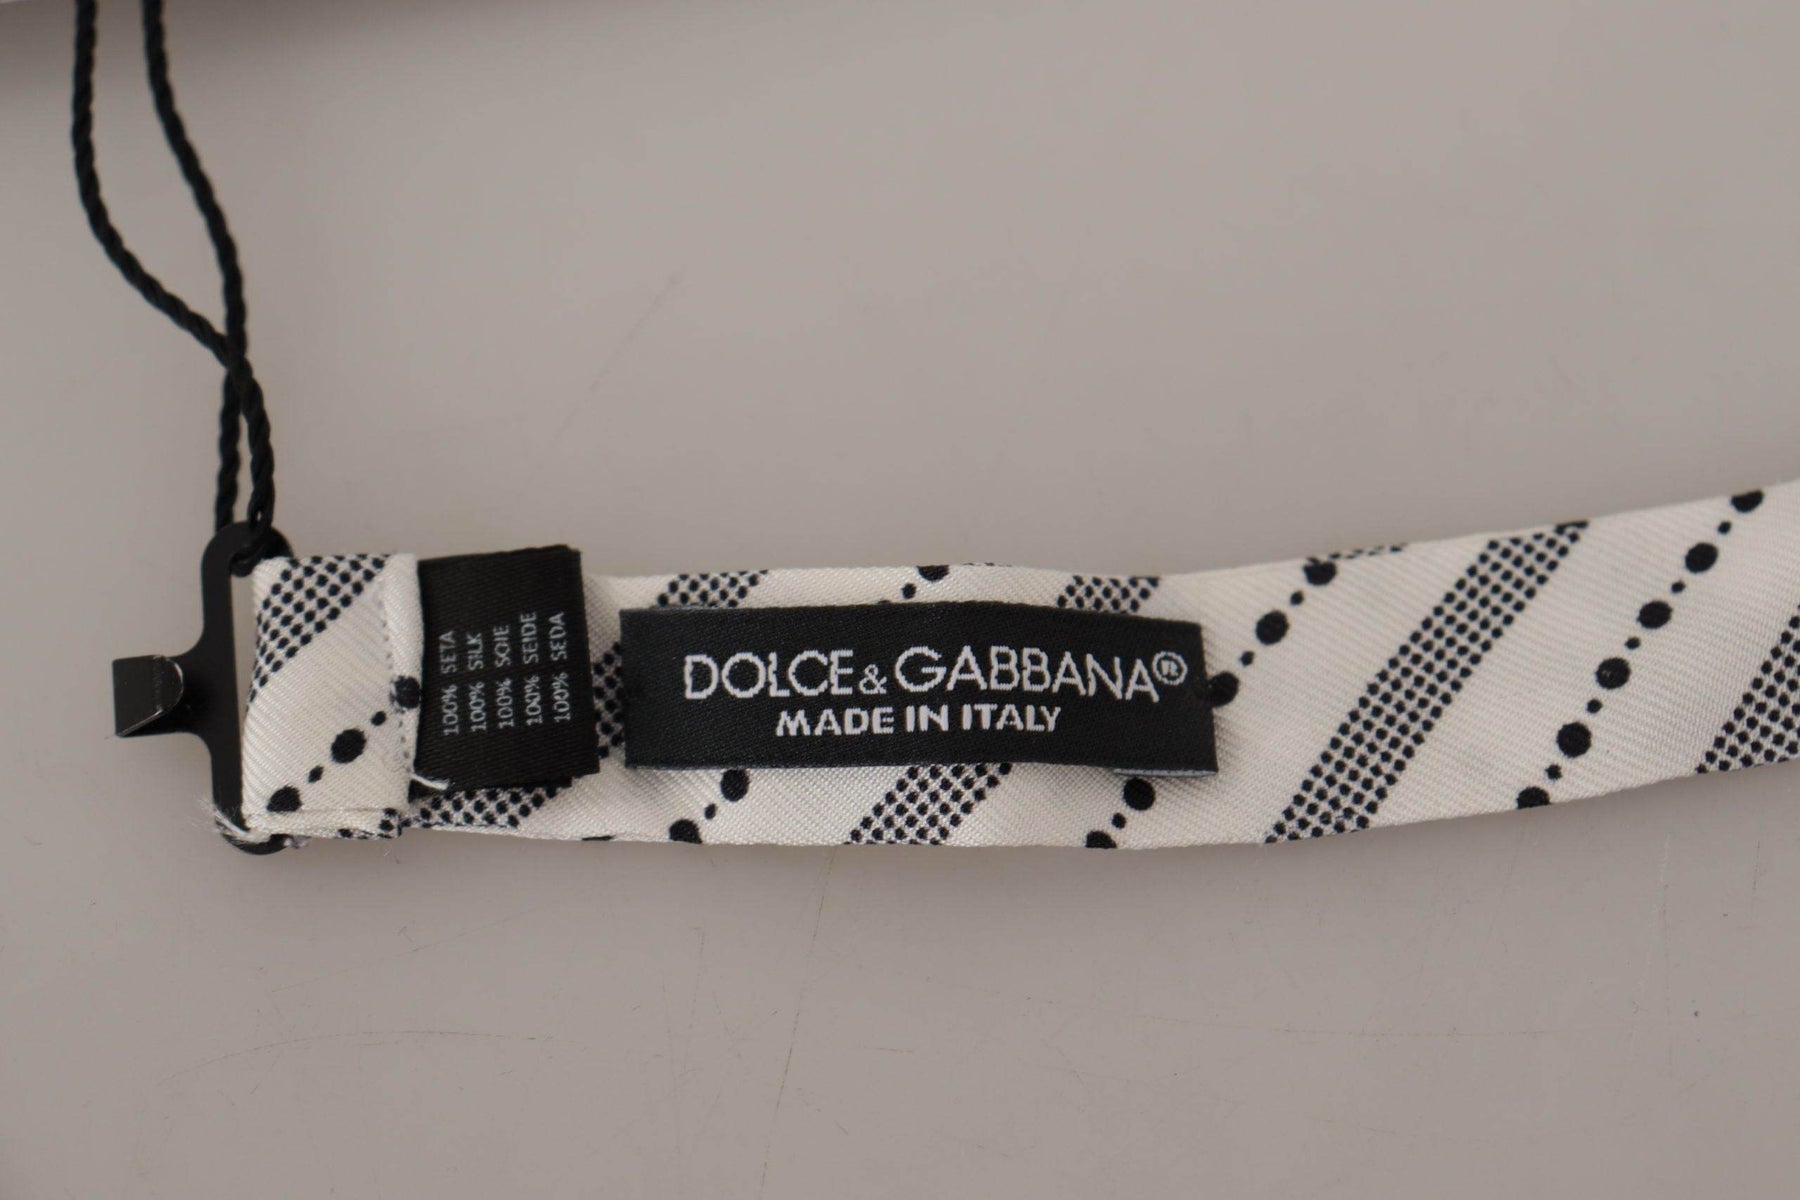 100% SETA
100% SILK
100% SOIE
100% SEIDE
100% SEDA
DOLCE & GABBANA®
MADE IN ITALY